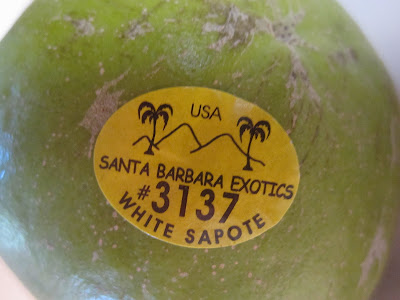 USA
SANTA BARBARA EXOTICS
#3137
WHITE SAPOTE